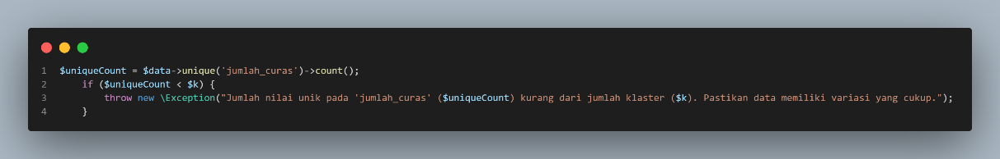 1 $uniqueCount = $data->unique('jumlah_curas')->count();
2     if ($uniqueCount < $k) {
3         throw new \Exception("Jumlah nilai unik pada 'jumlah_curas' ($uniqueCount) kurang dari jumlah klaster ($k). Pastikan data memiliki variasi yang cukup.");
4     }